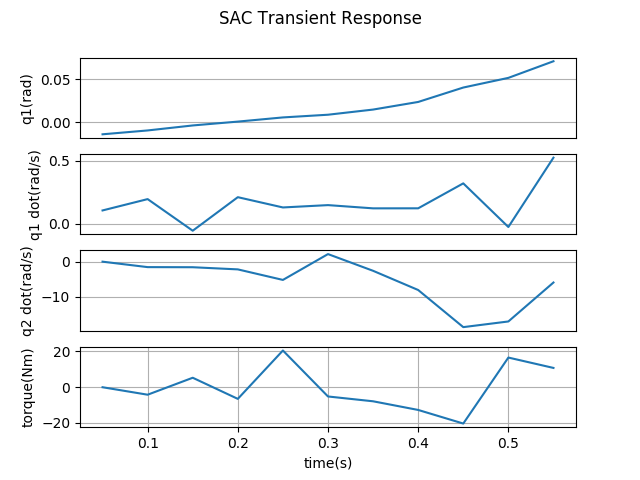 SAC Transient Response
q1(rad)
0.05
0.00
q1 dot(rad/s)
0.5
0.0
q2 dot(rad/s)
0
−10
torque(Nm)
20
0
−20
0.1 0.2 0.3 0.4 0.5
time(s)